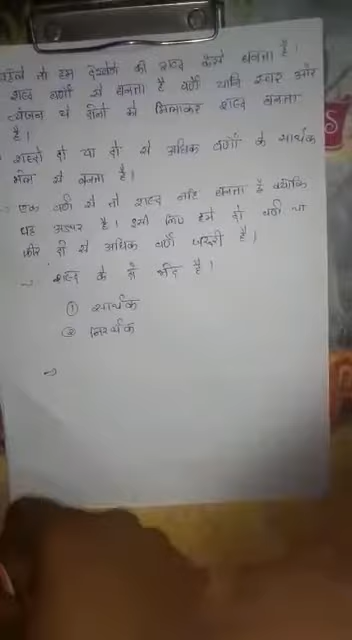 पहले तो हम देखेंगे की शब्द कैसे बनता है।
शब्द वर्णों से बनता है वर्ण यानि स्वर और
व्यंजन ये दोनों को मिलाकर शब्द बनता
है।
शब्दो दो या दो से अधिक वर्णों के सार्थक
मेल से बनता है।
→ एक वर्ण से तो शब्द नहि बनता है क्योंकि
वह अक्षर है। इसी लिए हमे दो वर्ण या
फीर दो से अधिक वर्ण जरुरी है।
→ शब्द के दो भेद है।
① सार्थक
② निरर्थक
→